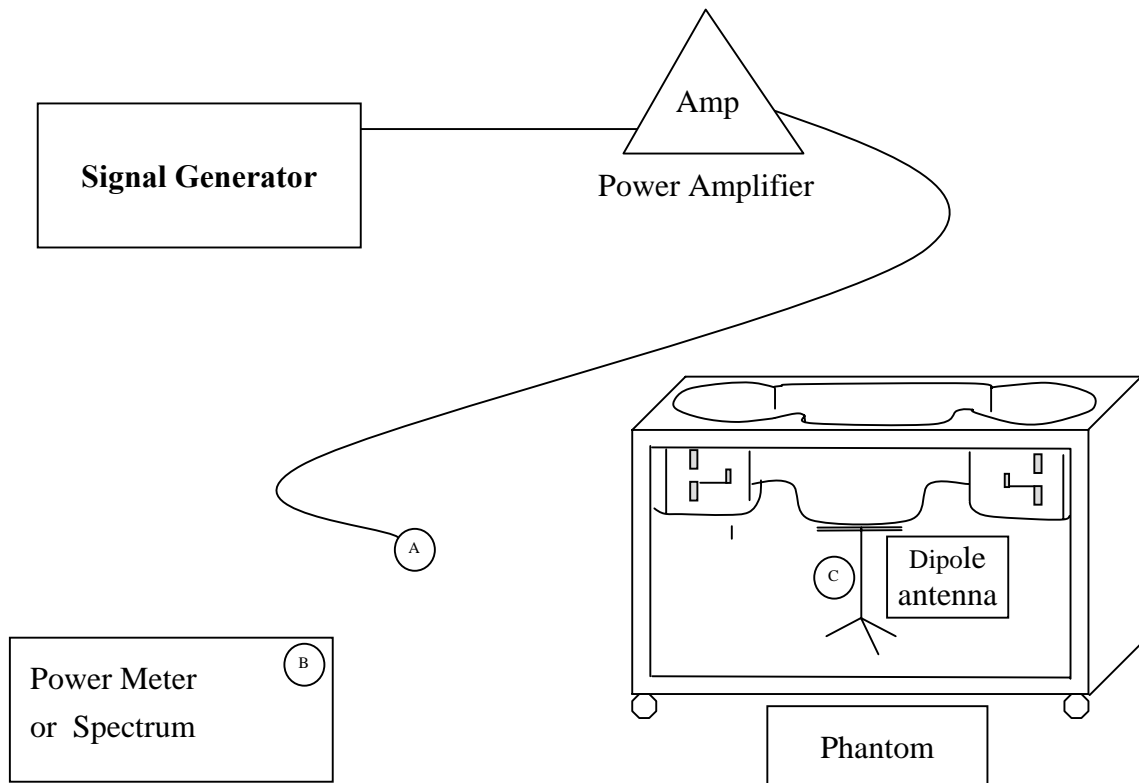 Amp
Signal Generator
Power Amplifier
A
C
Dipole
antenna
B
Power Meter
or Spectrum
Phantom